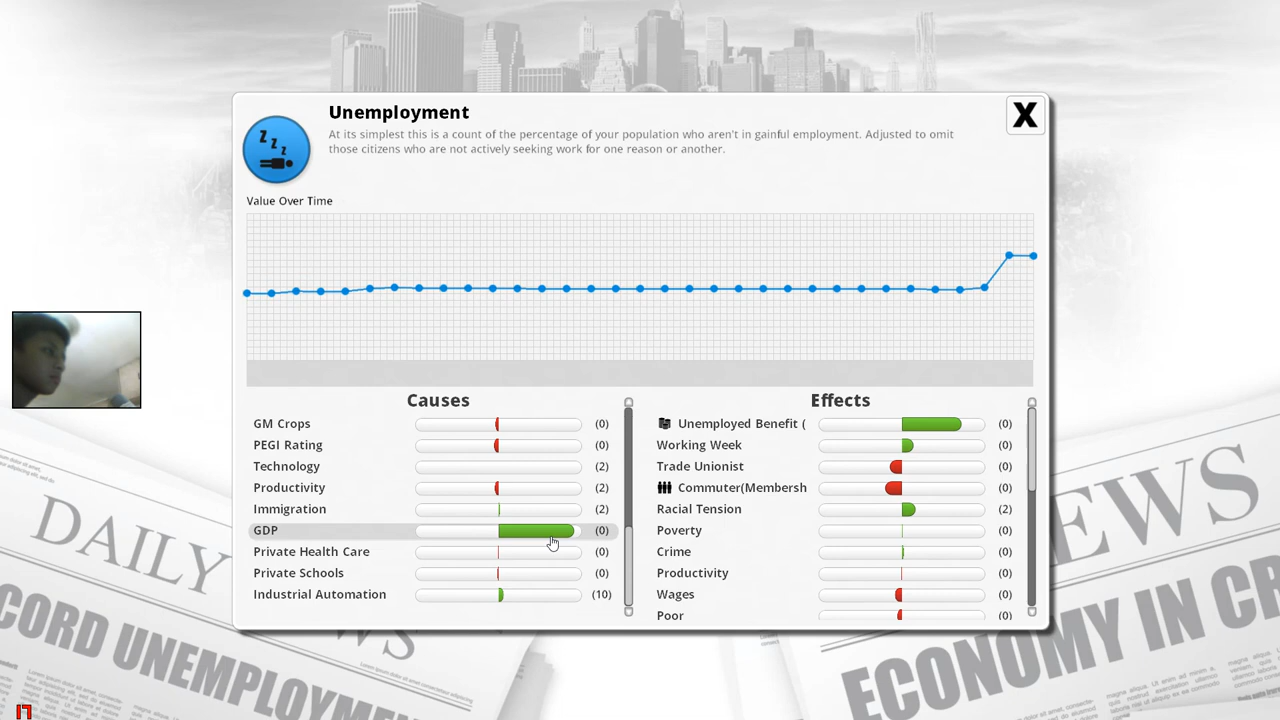 Unemployment
X
At its simplest this is a count of the percentage of your population who aren't in gainful employment. Adjusted to omit
those citizens who are not actively seeking work for one reason or another.
Value Over Time
Causes
GM Crops (0)
PEGI Rating (0)
Technology (2)
Productivity (2)
Immigration (2)
GDP (0)
Private Health Care (0)
Private Schools (0)
Industrial Automation (10)
Effects
Unemployed Benefit ( (0)
Working Week (0)
Trade Unionist (0)
Commuter(Membersh (0)
Racial Tension (2)
Poverty (0)
Crime (0)
Productivity (0)
Wages (0)
Poor (0)
DAILY
NEWS
CORD UNEMPLOYME
ECONOMY IN CR